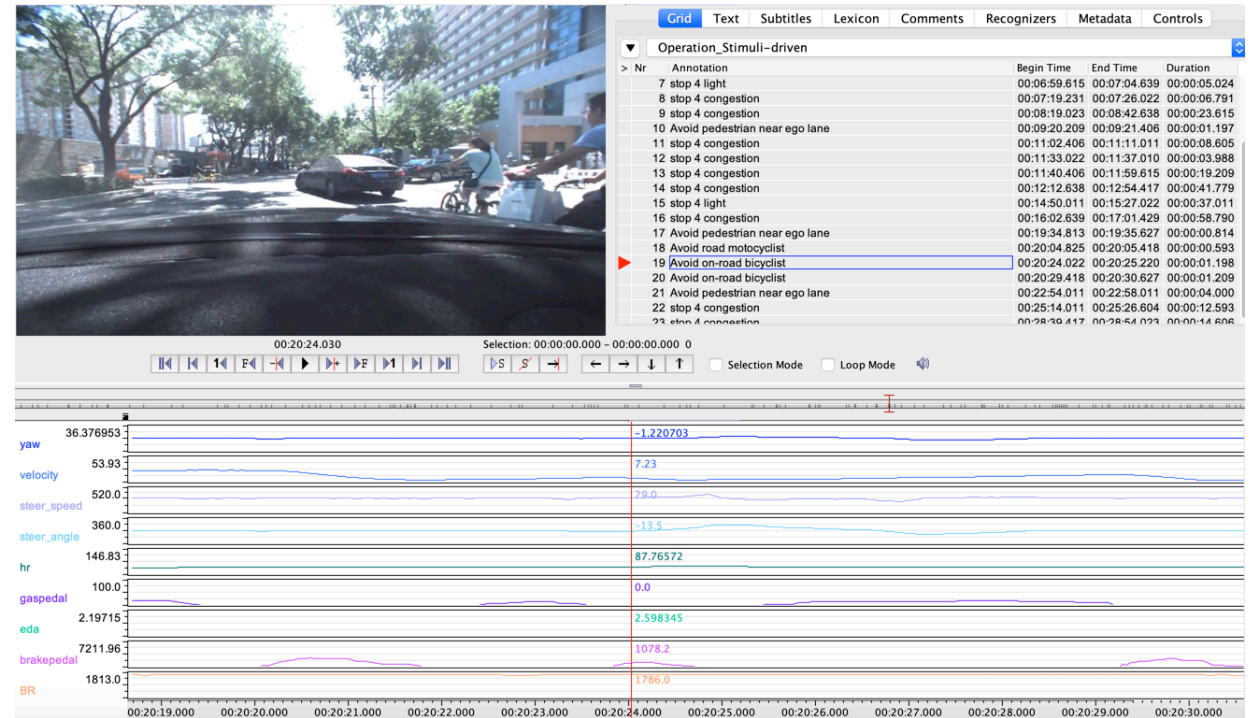 Grid Text Subtitles Lexicon Comments Recognizers Metadata Controls
Operation_Stimuli-driven
> Nr Annotation Begin Time End Time Duration
7 stop 4 light 00:06:59.615 00:07:04.639 00:00:05.024
8 stop 4 congestion 00:07:19.231 00:07:26.022 00:00:06.791
9 stop 4 congestion 00:08:19.023 00:08:42.638 00:00:23.615
10 Avoid pedestrian near ego lane 00:09:20.209 00:09:21.406 00:00:01.197
11 stop 4 congestion 00:11:02.406 00:11:11.011 00:00:08.605
12 stop 4 congestion 00:11:33.022 00:11:37.010 00:00:03.988
13 stop 4 congestion 00:11:40.406 00:11:59.615 00:00:19.209
14 stop 4 congestion 00:12:12.638 00:12:54.417 00:00:41.779
15 stop 4 light 00:14:50.011 00:15:27.022 00:00:37.011
16 stop 4 congestion 00:16:02.639 00:17:01.429 00:00:58.790
17 Avoid pedestrian near ego lane 00:19:34.813 00:19:35.627 00:00:00.814
18 Avoid road motocyclist 00:20:04.825 00:20:05.418 00:00:00.593
19 Avoid on-road bicyclist 00:20:24.022 00:20:25.220 00:00:01.198
20 Avoid on-road bicyclist 00:20:29.418 00:20:30.627 00:00:01.209
21 Avoid pedestrian near ego lane 00:22:54.011 00:22:58.011 00:00:04.000
22 stop 4 congestion 00:25:14.011 00:25:26.604 00:00:12.593
23 stop 4 congestion 00:28:39.417 00:28:54.023 00:00:14.606
00:20:24.030 Selection: 00:00:00.000 - 00:00:00.000 0
1 F F 1 S S Selection Mode Loop Mode
yaw 36.376953 -1.220703
velocity 53.93 7.23
steer_speed 520.0 29.0
steer_angle 360.0 -13.5
hr 146.83 87.76572
gaspedal 100.0 0.0
eda 2.19715 2.598345
brakepedal 7211.96 1078.2
BR 1813.0 1786.0
00:20:19.000 00:20:20.000 00:20:21.000 00:20:22.000 00:20:23.000 00:20:24.000 00:20:25.000 00:20:26.000 00:20:27.000 00:20:28.000 00:20:29.000 00:20:30.000